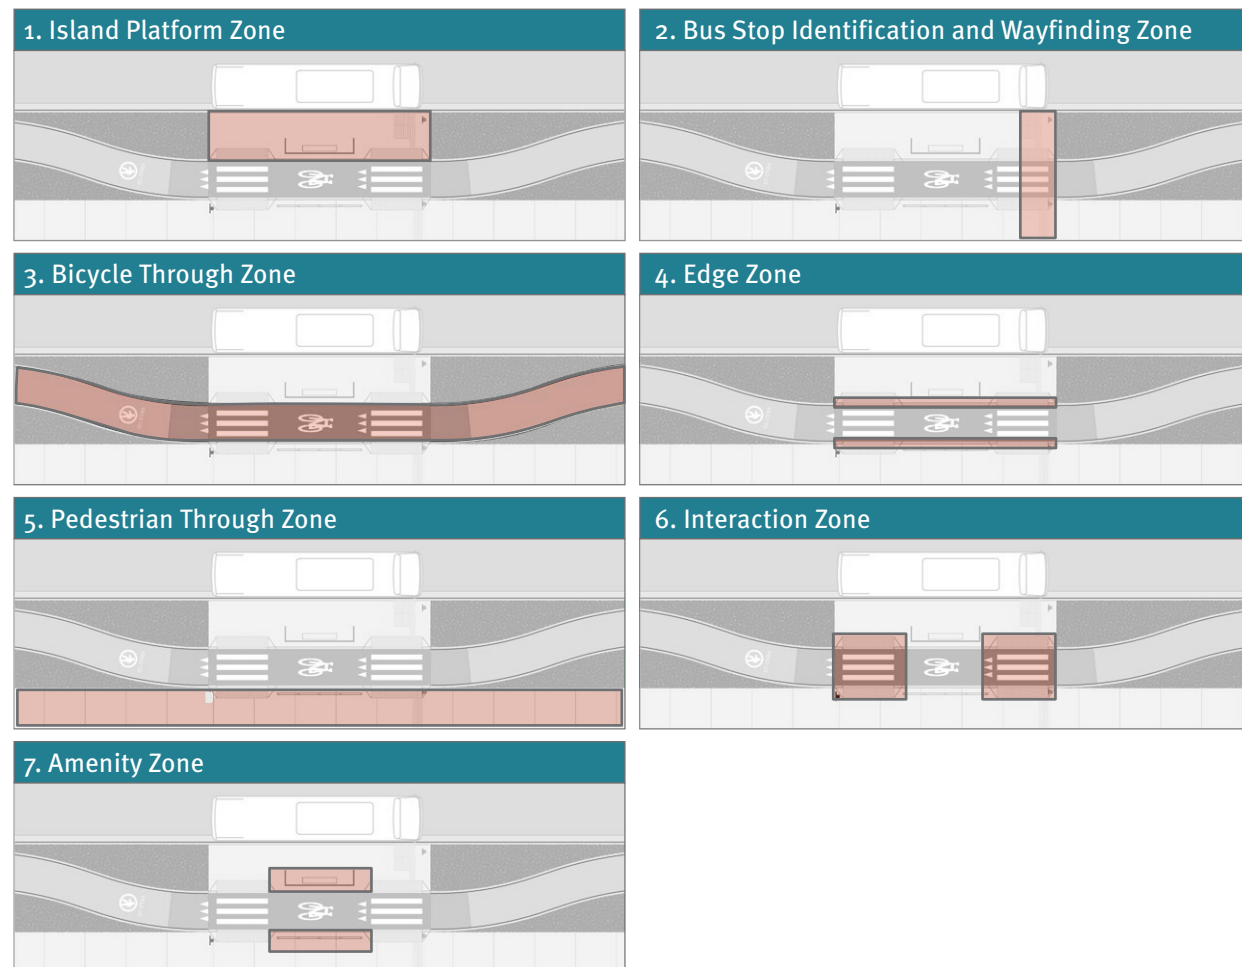 1. Island Platform Zone
2. Bus Stop Identification and Wayfinding Zone
3. Bicycle Through Zone
4. Edge Zone
5. Pedestrian Through Zone
6. Interaction Zone
7. Amenity Zone